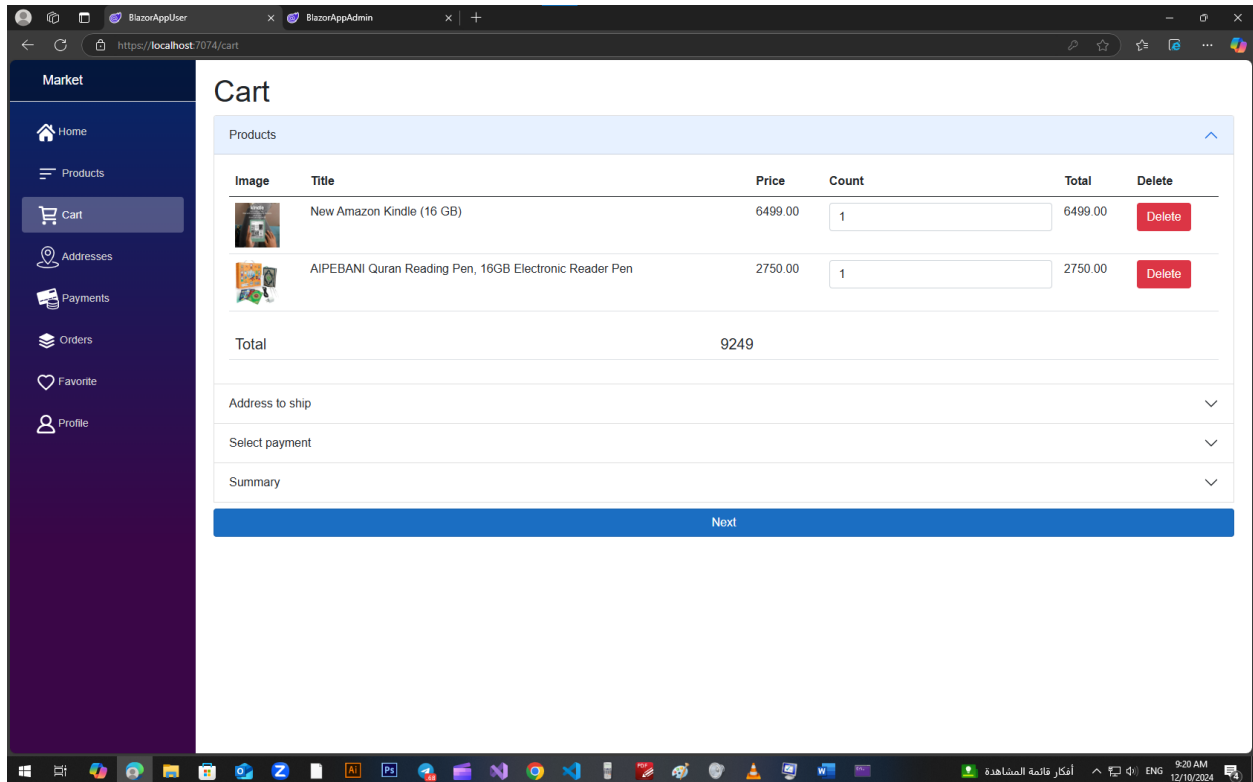 BlazorAppUser
BlazorAppAdmin
https://localhost:7074/cart
Market
Home
Products
Cart
Addresses
Payments
Orders
Favorite
Profile
Cart
Products
Image Title Price Count Total Delete
New Amazon Kindle (16 GB) 6499.00 1 6499.00 Delete
AIPEBANI Quran Reading Pen, 16GB Electronic Reader Pen 2750.00 1 2750.00 Delete
Total 9249
Address to ship
Select payment
Summary
Next
Ai Ps PDF أفكار قائمة المشاهدة ENG 9:20 AM
12/10/2024